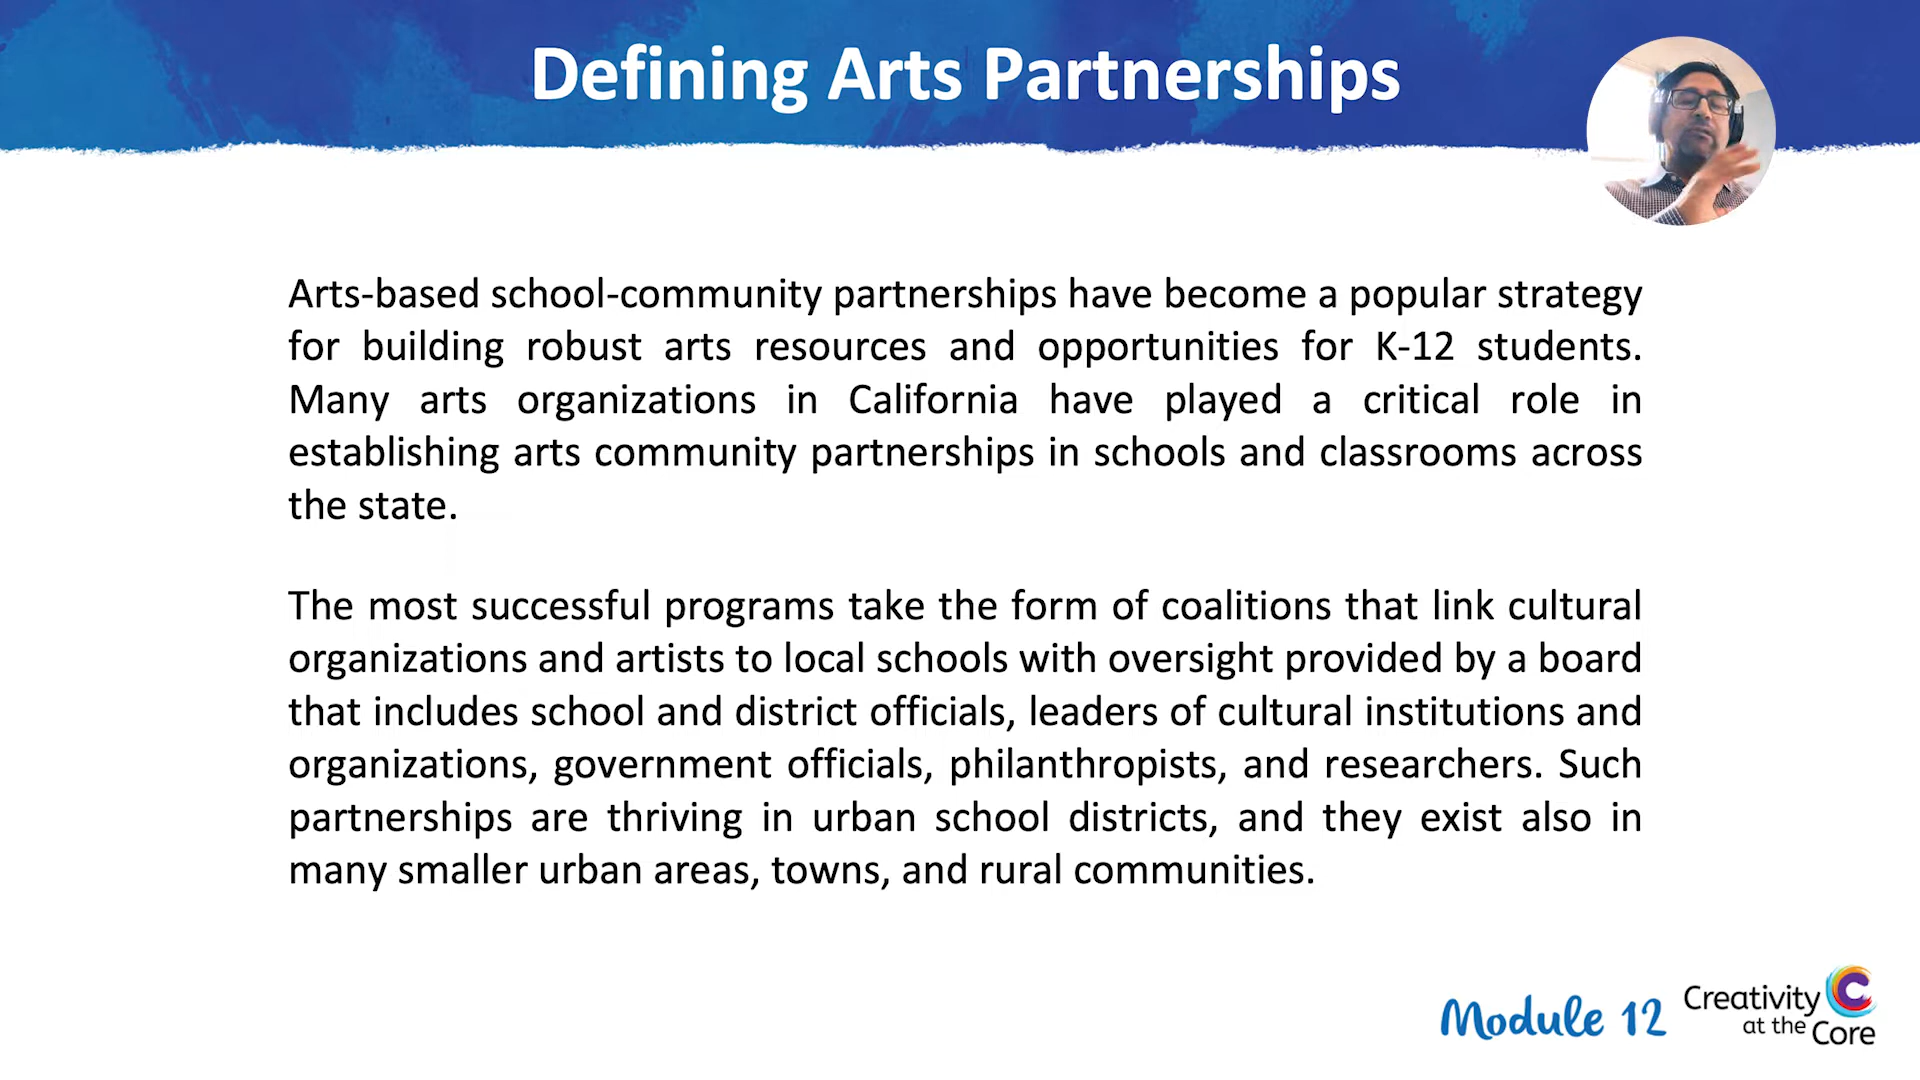 Defining Arts Partnerships
Arts-based school-community partnerships have become a popular strategy
for building robust arts resources and opportunities for K-12 students.
Many arts organizations in California have played a critical role in
establishing arts community partnerships in schools and classrooms across
the state.
The most successful programs take the form of coalitions that link cultural
organizations and artists to local schools with oversight provided by a board
that includes school and district officials, leaders of cultural institutions and
organizations, government officials, philanthropists, and researchers. Such
partnerships are thriving in urban school districts, and they exist also in
many smaller urban areas, towns, and rural communities.
Module 12
Creativity
at the Core